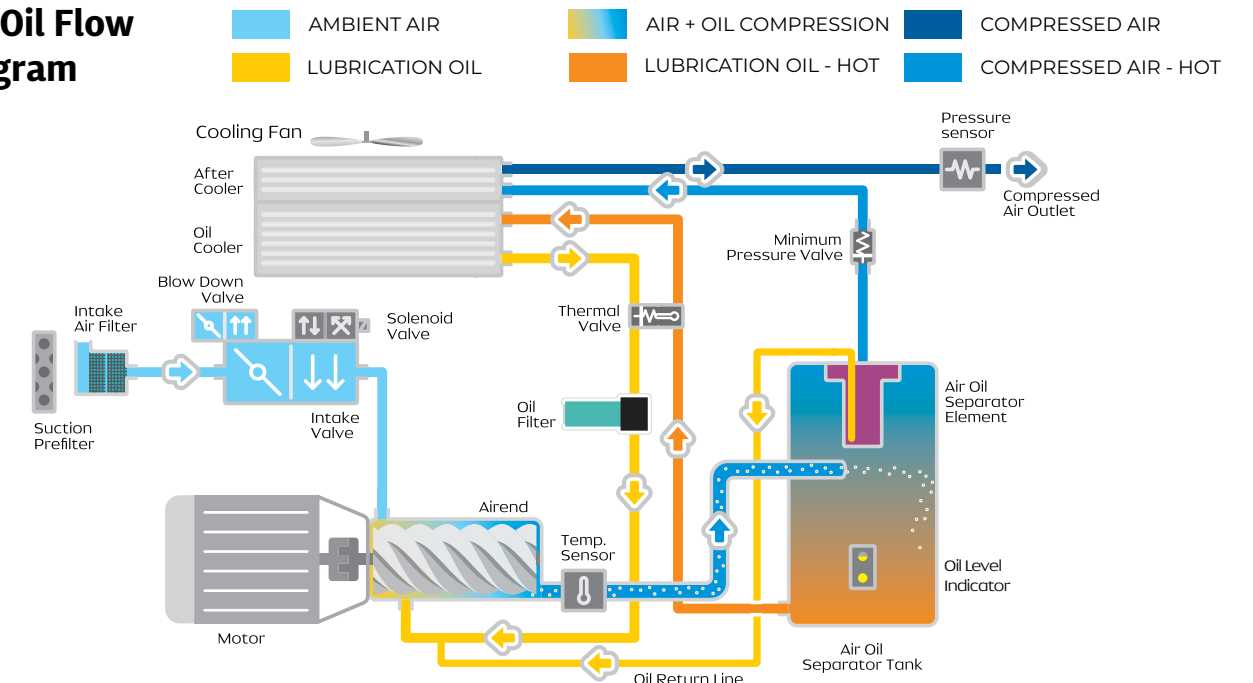 Oil Flow
gram
AMBIENT AIR
LUBRICATION OIL
AIR + OIL COMPRESSION
LUBRICATION OIL - HOT
COMPRESSED AIR
COMPRESSED AIR - HOT
Cooling Fan
Pressure
sensor
After
Cooler
Compressed
Air Outlet
Oil
Cooler
Minimum
Pressure Valve
Blow Down
Valve
Intake
Air Filter
Solenoid
Valve
Thermal
Valve
Suction
Prefilter
Intake
Valve
Oil
Filter
Air Oil
Separator
Element
Airend
Temp.
Sensor
Oil Level
Indicator
Motor
Air Oil
Separator Tank
Oil Return Line